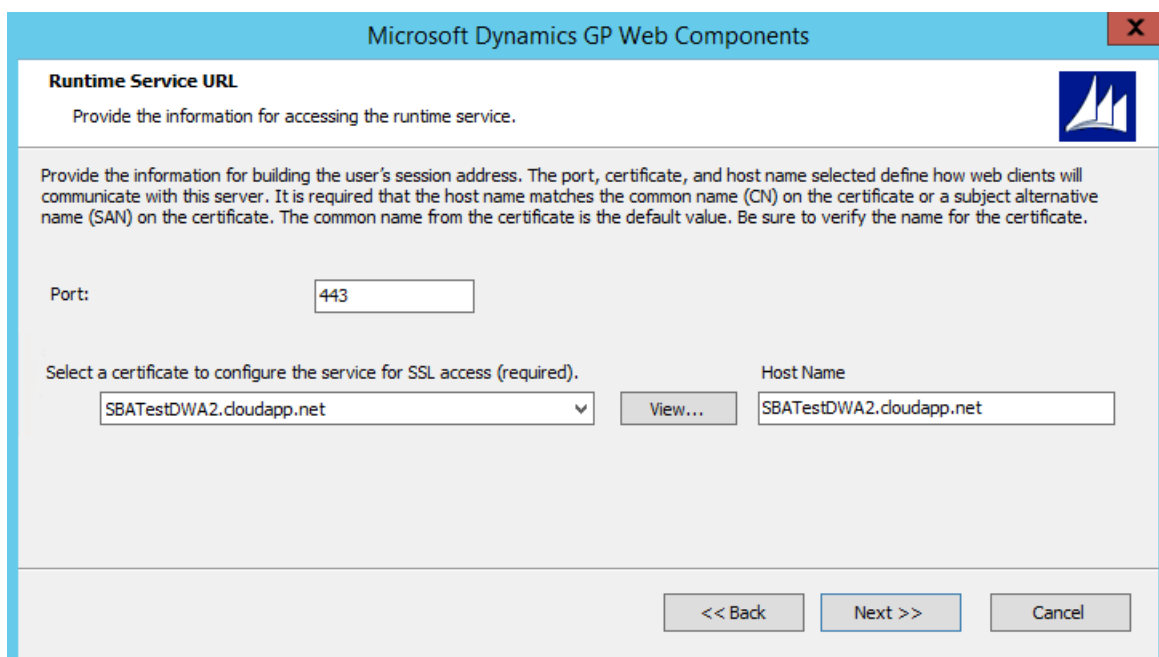 Microsoft Dynamics GP Web Components
X
Runtime Service URL
Provide the information for accessing the runtime service.
Provide the information for building the user's session address. The port, certificate, and host name selected define how web clients will
communicate with this server. It is required that the host name matches the common name (CN) on the certificate or a subject alternative
name (SAN) on the certificate. The common name from the certificate is the default value. Be sure to verify the name for the certificate.
Port:
443
Select a certificate to configure the service for SSL access (required).
Host Name
SBATestDWA2.cloudapp.net
View...
SBATestDWA2.cloudapp.net
<< Back
Next >>
Cancel